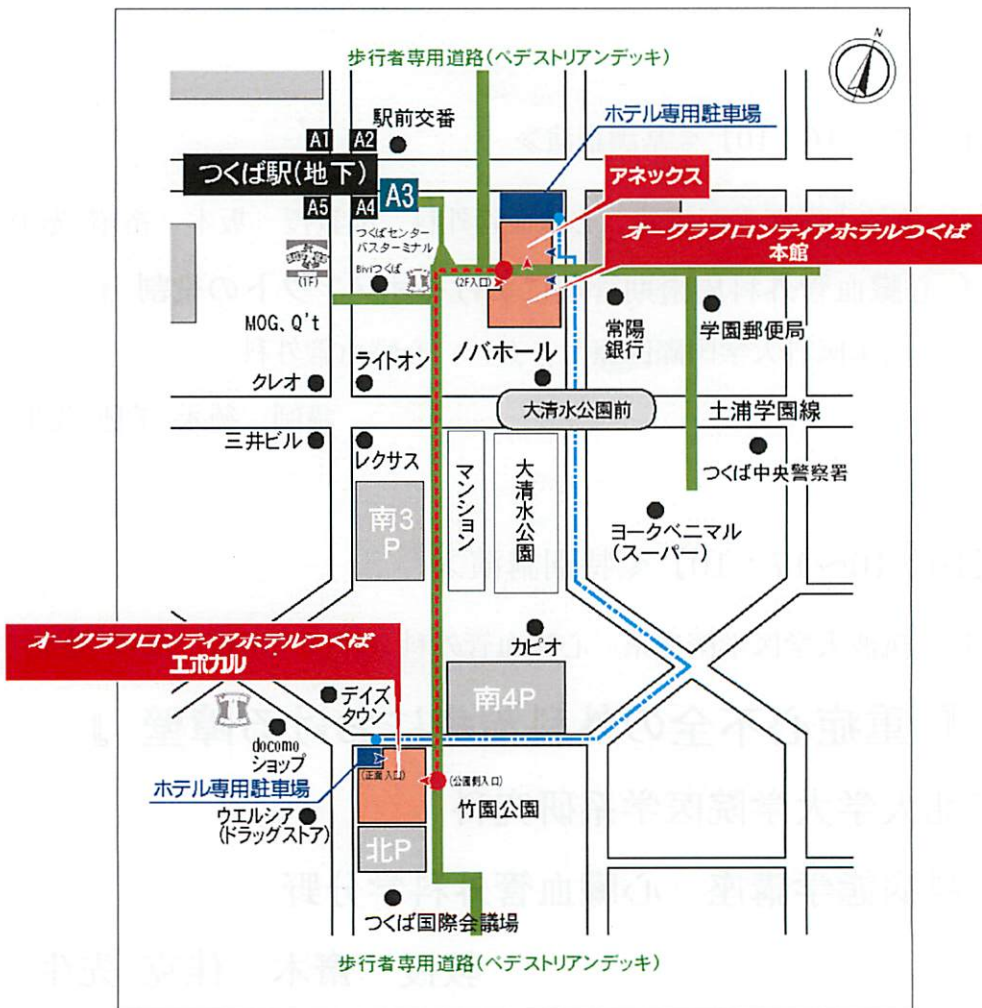 歩行者専用道路(ペデストリアンデッキ)
N
駅前交番
ホテル専用駐車場
A1
A2
つくば駅(地下)
A3
アネックス
A5
A4
つくばセンター
バスターミナル
オークラフロンティアホテルつくば
本館
(1F)
Biviつくば
(2F入口)
MOG、Q't
常陽
銀行
学園郵便局
ノバホール
クレオ
ライトオン
大清水公園前
土浦学園線
三井ビル
レクサス
つくば中央警察署
マンション
大清水公園
南3
P
ヨークベニマル
(スーパー)
オークラフロンティアホテルつくば
エポカル
カピオ
デイズ
タウン
南4P
docomo
ショップ
(正面入口)
(公園側入口)
ホテル専用駐車場
竹園公園
ウエルシア
(ドラッグストア)
北P
つくば国際会議場
歩行者専用道路(ペデストリアンデッキ)